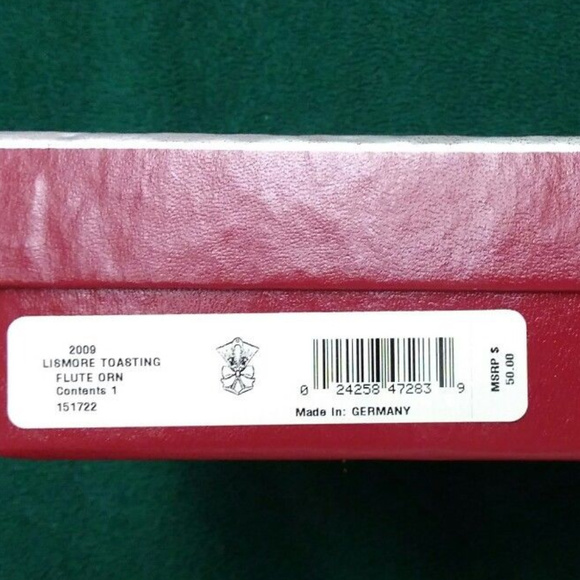 2009
LISMORE TOASTING
FLUTE ORN
Contents 1
151722
0 24258 47283 9
Made in: GERMANY
MSRP $
50.00